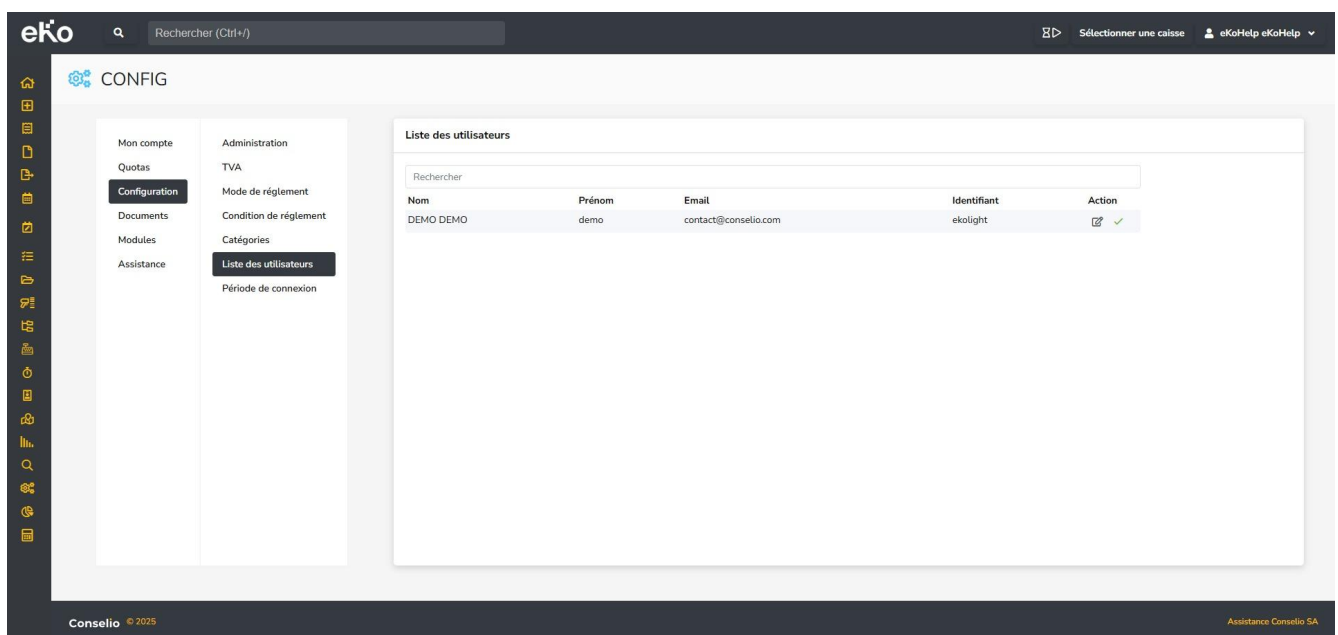 eko
Rechercher (Ctrl+/)
Sélectionner une caisse
eKoHelp eKoHelp
CONFIG
Mon compte
Quotas
Configuration
Documents
Modules
Assistance
Administration
TVA
Mode de réglement
Condition de réglement
Catégories
Liste des utilisateurs
Période de connexion
Liste des utilisateurs
Rechercher
Nom Prénom Email Identifiant Action
DEMO DEMO demo contact@conselio.com ekolight
Conselio © 2025
Assistance Conselio SA